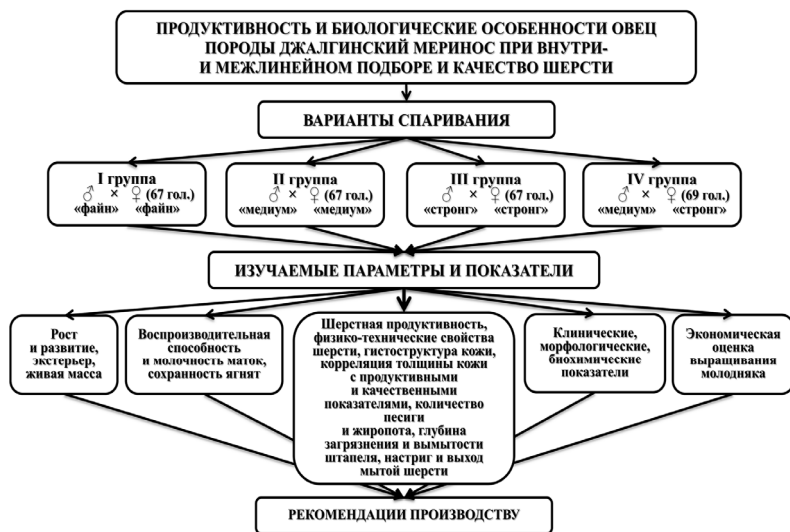 ПРОДУКТИВНОСТЬ И БИОЛОГИЧЕСКИЕ ОСОБЕННОСТИ ОВЕЦ
ПОРОДЫ ДЖАЛГИНСКИЙ МЕРИНОС ПРИ ВНУТРИ-
И МЕЖЛИНЕЙНОМ ПОДБОРЕ И КАЧЕСТВО ШЕРСТИ
ВАРИАНТЫ СПАРИВАНИЯ
I группа
♂ × ♀ (67 гол.)
«файн» «файн»
II группа
♂ × ♀ (67 гол.)
«медиум» «медиум»
III группа
♂ × ♀ (67 гол.)
«стронг» «стронг»
IV группа
♂ × ♀ (69 гол.)
«медиум» «стронг»
ИЗУЧАЕМЫЕ ПАРАМЕТРЫ И ПОКАЗАТЕЛИ
Рост
и развитие,
экстерьер,
живая масса
Воспроизводительная
способность
и молочность маток,
сохранность ягнят
Шерстная продуктивность,
физико-технические свойства
шерсти, гистоструктура кожи,
корреляция толщины кожи
с продуктивными
и качественными
показателями, количество
песиги
и жиропота, глубина
загрязнения и вымытости
штапеля, настриг и выход
мытой шерсти
Клинические,
морфологические,
биохимические
показатели
Экономическая
оценка
выращивания
молодняка
РЕКОМЕНДАЦИИ ПРОИЗВОДСТВУ